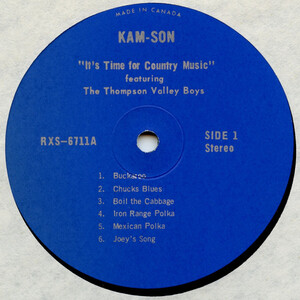 MADE IN CANADA
KAM-SON
"It's Time for Country Music"
featuring
The Thompson Valley Boys
RXS-6711A
SIDE 1
Stereo
1. Buckaroo
2. Chucks Blues
3. Boil the Cabbage
4. Iron Range Polka
5. Mexican Polka
6. Joey's Song